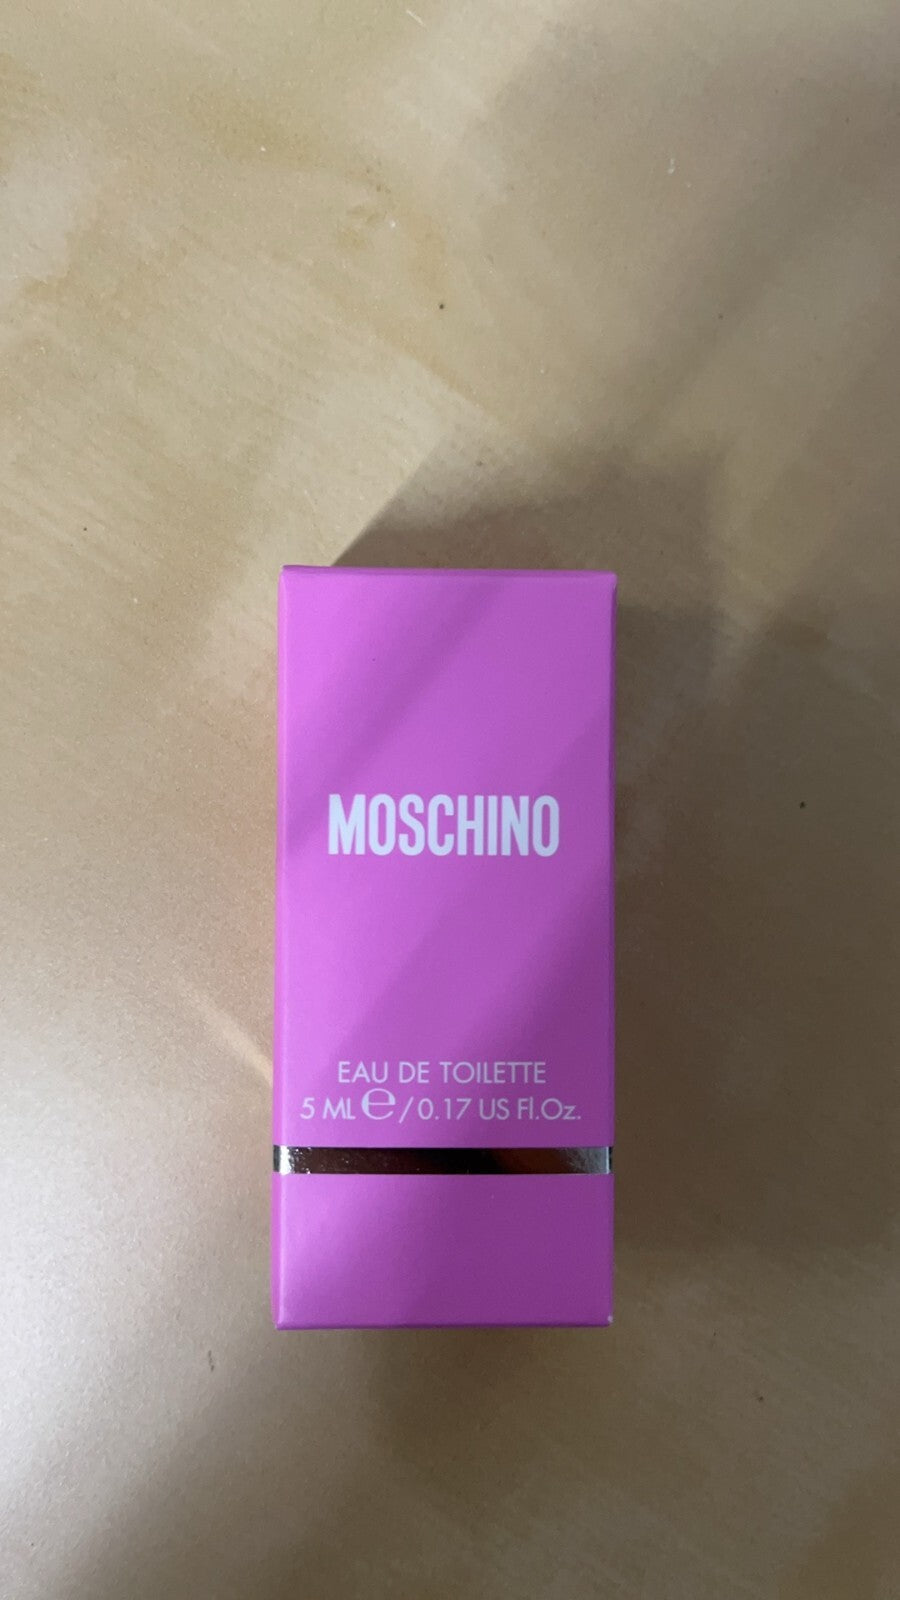 MOSCHINO
EAU DE TOILETTE
5 ML ℮ / 0.17 US Fl.Oz.